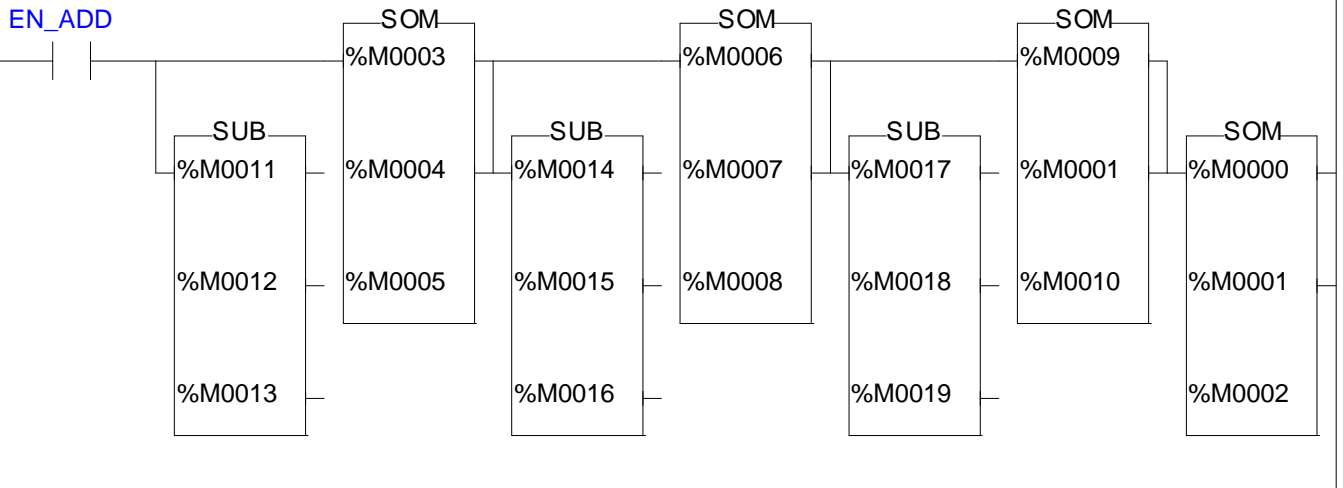 EN_ADD
SOM SOM SOM
%M0003 %M0006 %M0009
SUB SUB SUB SOM
%M0011 %M0004 %M0014 %M0007 %M0017 %M0001 %M0000
%M0012 %M0005 %M0015 %M0008 %M0018 %M0010 %M0001
%M0013 %M0016 %M0019 %M0002